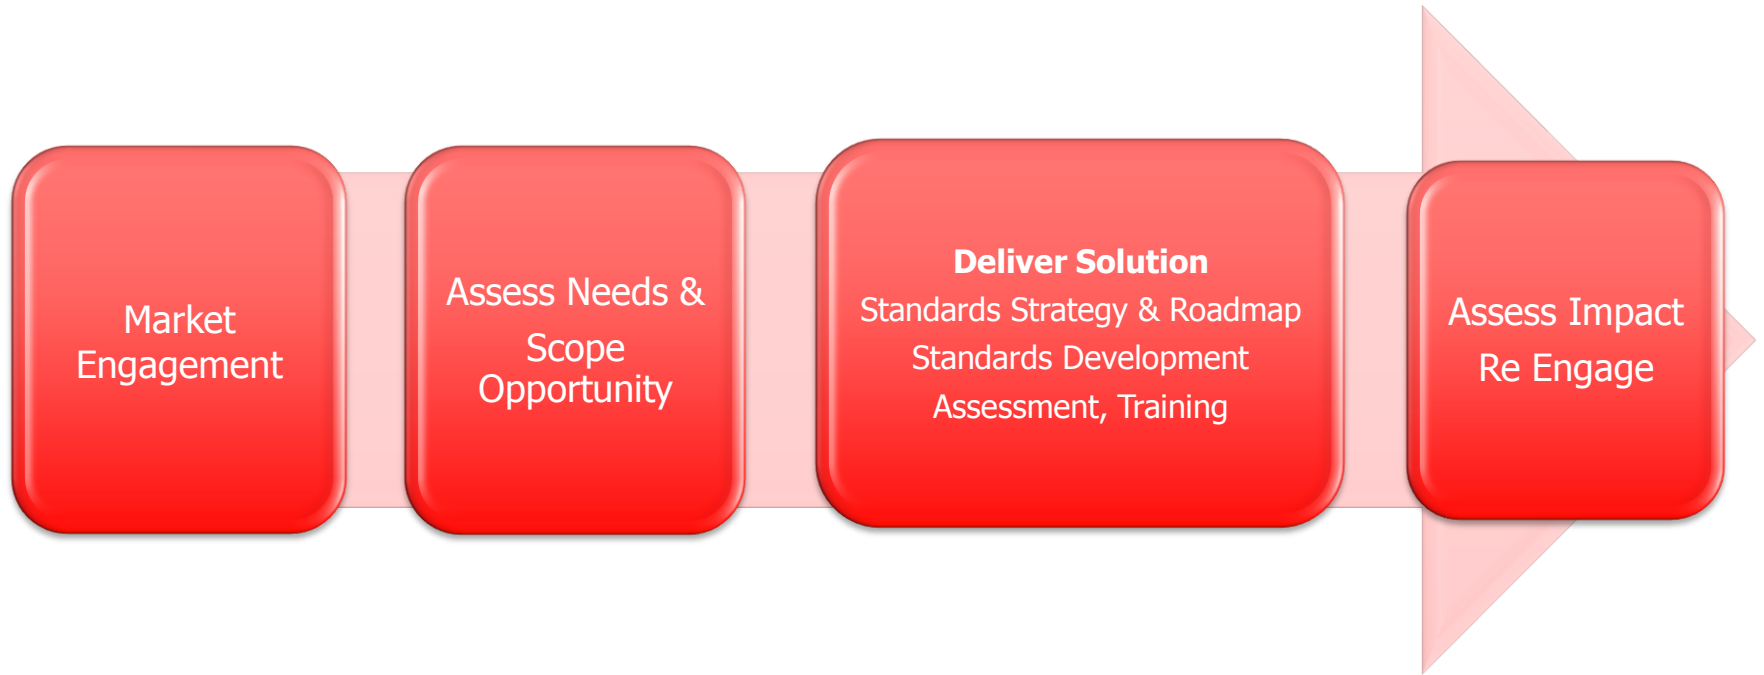 Market
Engagement
Assess Needs &
Scope
Opportunity
Deliver Solution
Standards Strategy & Roadmap
Standards Development
Assessment, Training
Assess Impact
Re Engage